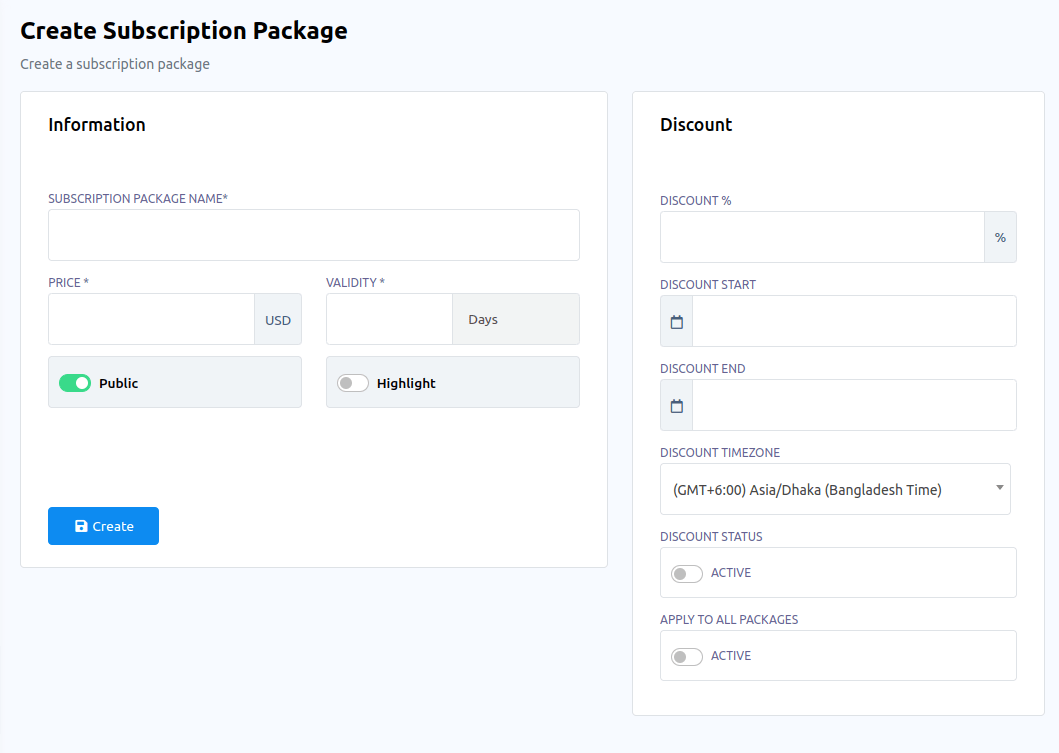 Create Subscription Package
Create a subscription package
Information
SUBSCRIPTION PACKAGE NAME*
PRICE *
VALIDITY *
USD
Days
Public
Highlight
Create
Discount
DISCOUNT %
%
DISCOUNT START
DISCOUNT END
DISCOUNT TIMEZONE
(GMT+6:00) Asia/Dhaka (Bangladesh Time)
DISCOUNT STATUS
ACTIVE
APPLY TO ALL PACKAGES
ACTIVE